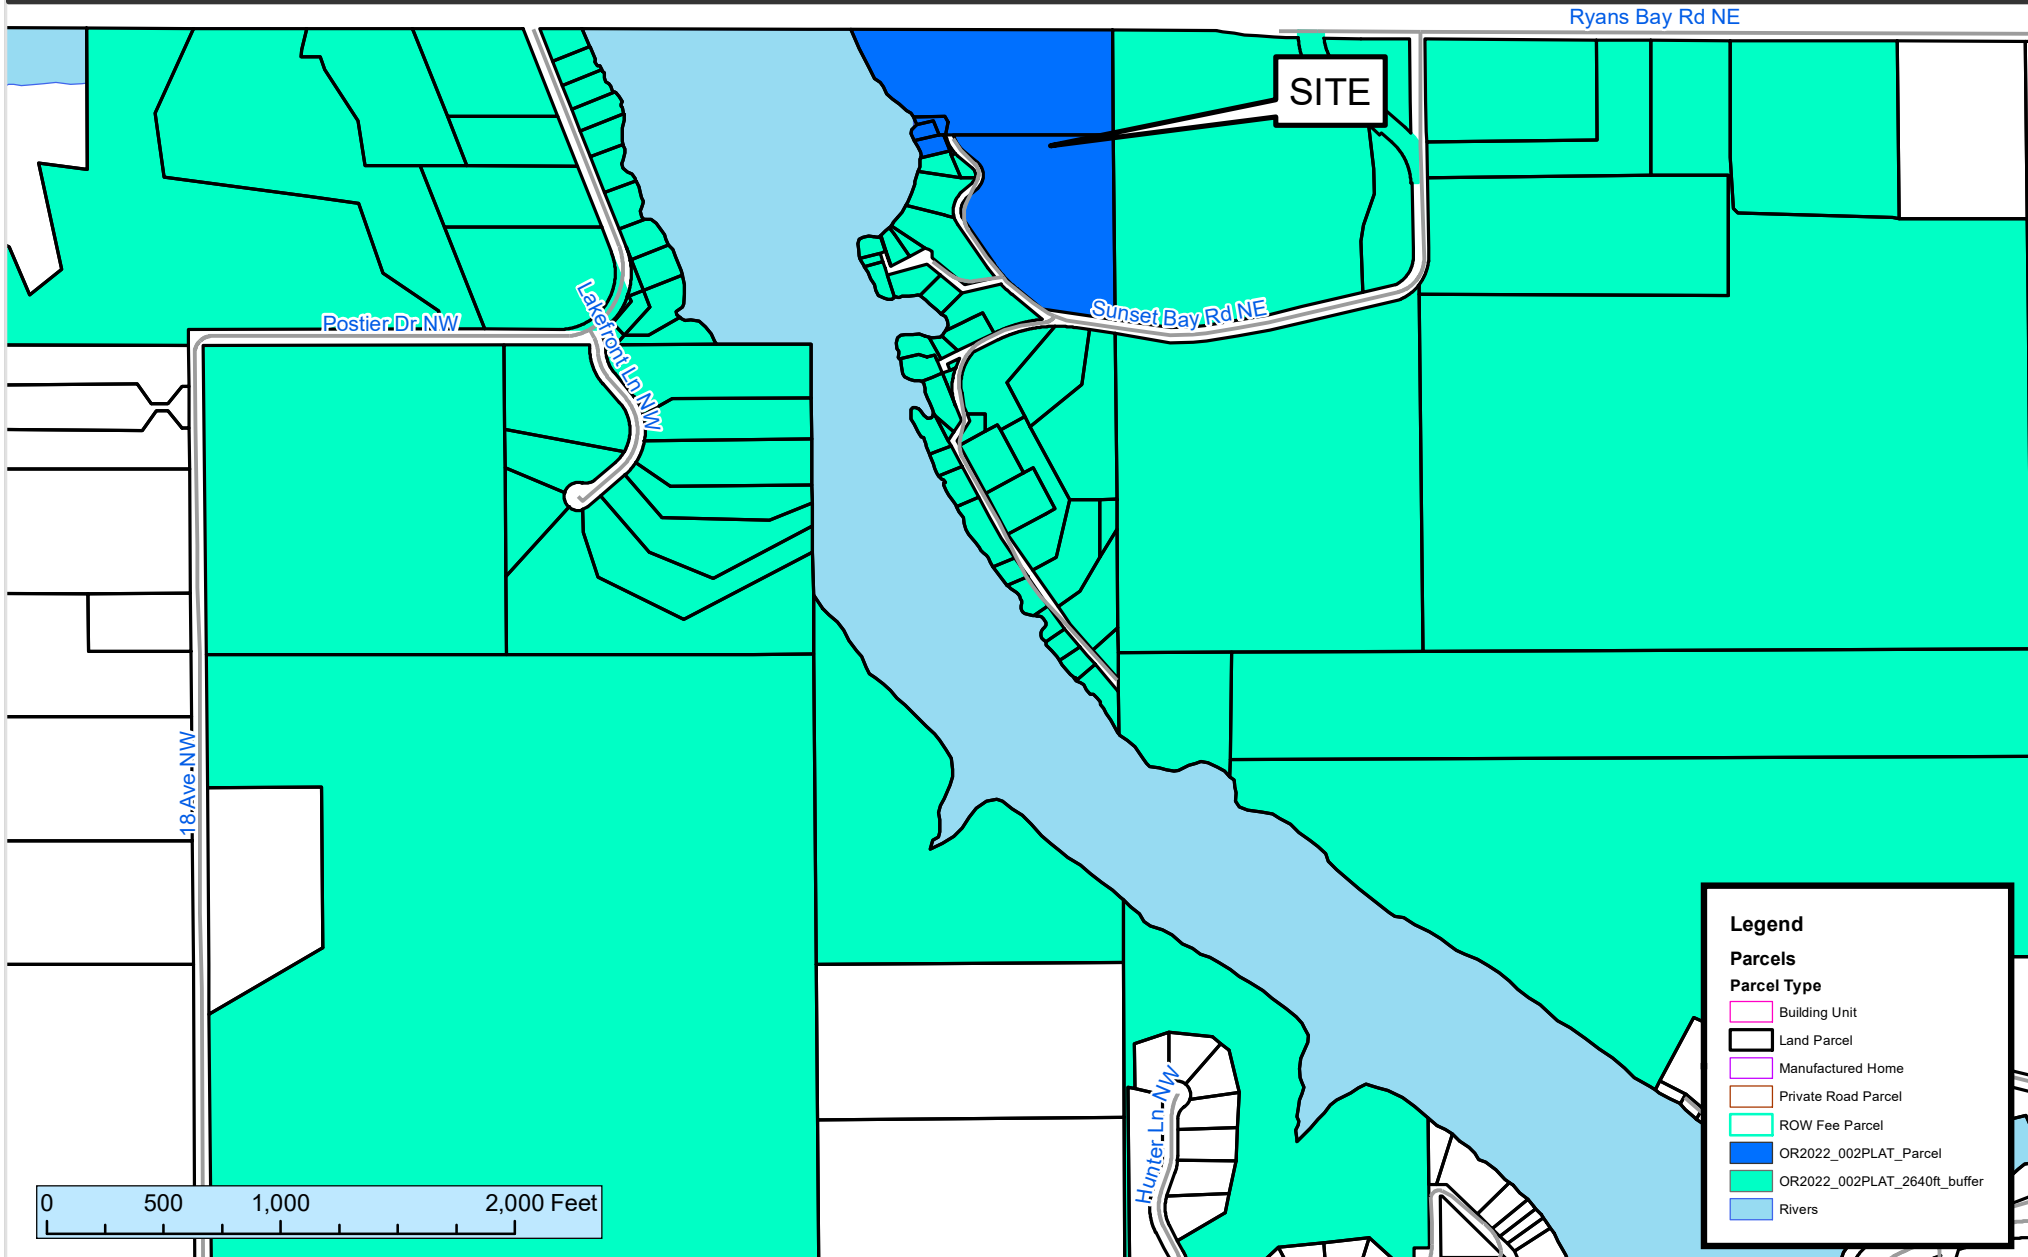 Ryans Bay Rd NE
SITE
Sunset Bay Rd NE
Postier Dr NW
Lakefront Ln NW
18 Ave NW
Hunter Ln NW
Legend
Parcels
Parcel Type
Building Unit
Land Parcel
Manufactured Home
Private Road Parcel
ROW Fee Parcel
OR2022_002PLAT_Parcel
OR2022_002PLAT_2640ft_buffer
Rivers
0 500 1,000 2,000 Feet